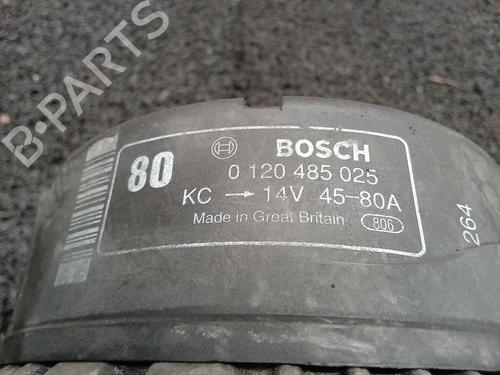 B-PARTS
80
BOSCH
0 120 485 025
KC → 14V 45-80A
Made in Great Britain 806
264